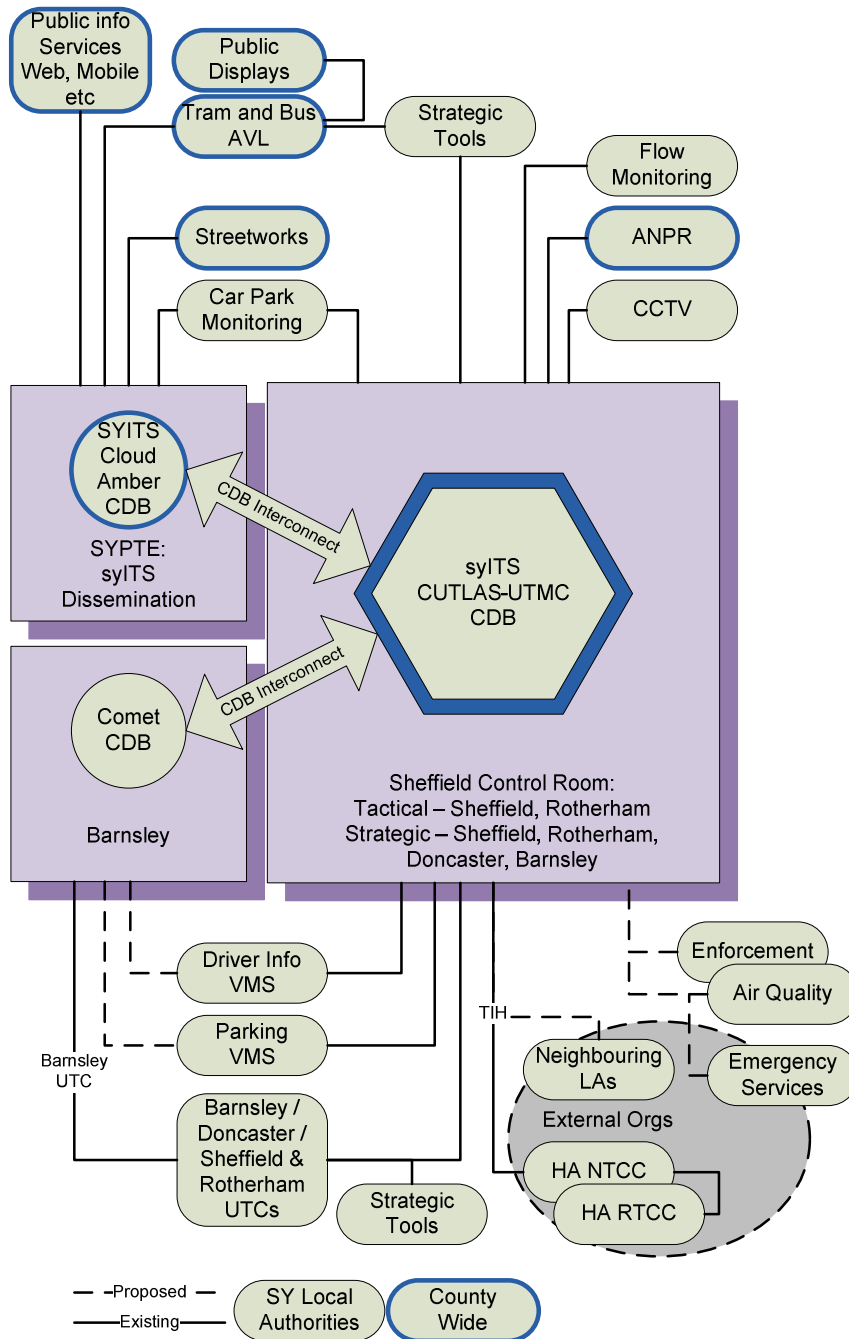 Public info
Services
Web, Mobile
etc
Public
Displays
Tram and Bus
AVL
Strategic
Tools
Flow
Monitoring
Streetworks
ANPR
Car Park
Monitoring
CCTV
SYITS
Cloud
Amber
CDB
SYPTE:
syITS
Dissemination
CDB Interconnect
syITS
CUTLAS-UTMC
CDB
CDB Interconnect
Comet
CDB
Barnsley
Sheffield Control Room:
Tactical – Sheffield, Rotherham
Strategic – Sheffield, Rotherham,
Doncaster, Barnsley
Driver Info
VMS
Enforcement
Air Quality
Parking
VMS
TIH
Barnsley
UTC
Neighbouring
LAs
Emergency
Services
External Orgs
Barnsley /
Doncaster /
Sheffield &
Rotherham
UTCs
Strategic
Tools
HA NTCC
HA RTCC
Proposed
Existing
SY Local
Authorities
County
Wide